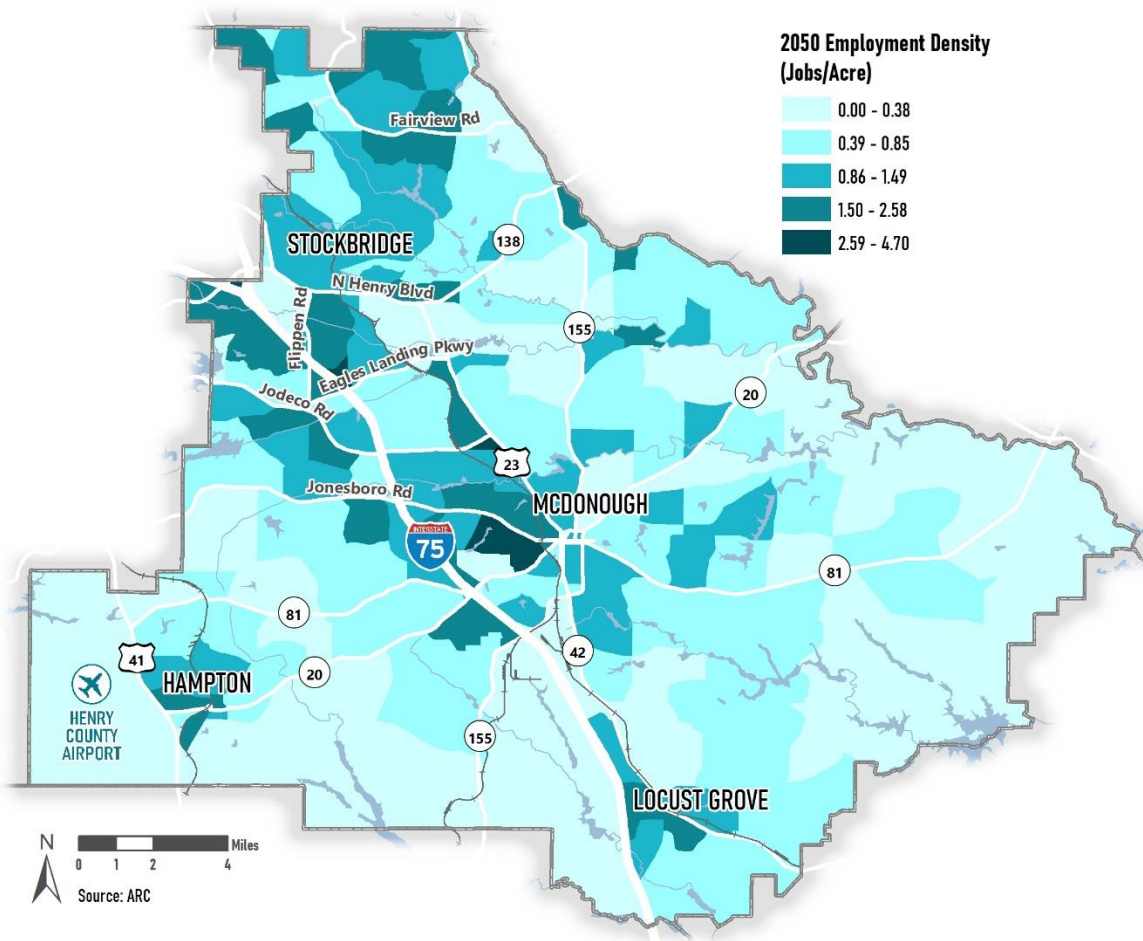 2050 Employment Density
(Jobs/Acre)
0.00 - 0.38
0.39 - 0.85
0.86 - 1.49
1.50 - 2.58
2.59 - 4.70
Fairview Rd
STOCKBRIDGE
138
N Henry Blvd
Flippen Rd
155
Eagles Landing Pkwy
Jodeco Rd
20
23
Jonesboro Rd
MCDONOUGH
INTERSTATE
75
81
81
41
20
42
HAMPTON
HENRY
COUNTY
AIRPORT
155
LOCUST GROVE
N
Miles
0 1 2 4
Source: ARC